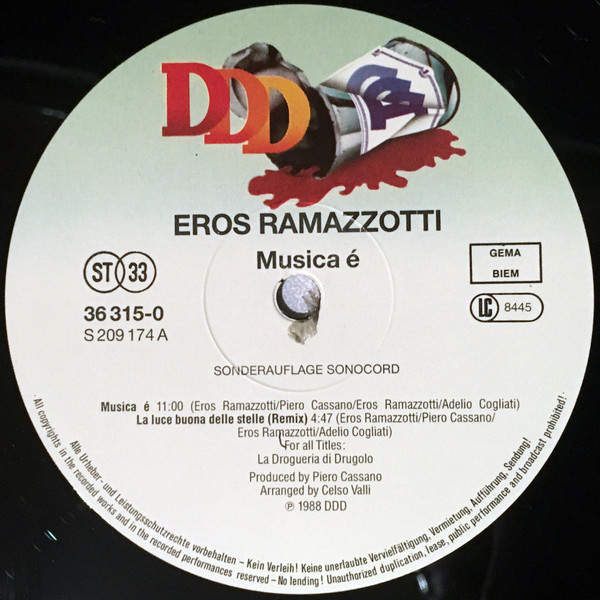 DDD
EROS RAMAZZOTTI
Musica é
ST 33
GEMA
BIEM
36 315-0
S 209 174 A
LC 8445
SONDERAUFLAGE SONOCORD
Musica é 11:00 (Eros Ramazzotti/Piero Cassano/Eros Ramazzotti/Adelio Cogliati)
La luce buona delle stelle (Remix) 4:47 (Eros Ramazzotti/Piero Cassano/
Eros Ramazzotti/Adelio Cogliati)
For all Titles:
La Drogueria di Drugolo
Produced by Piero Cassano
Arranged by Celso Valli
℗ 1988 DDD
Alle Urheber- und Leistungsschutzrechte vorbehalten – Kein Verleih! Keine unerlaubte Vervielfältigung, Vermietung, Aufführung, Sendung!
· All copyrights in the recorded works and in the recorded performances reserved – No lending! Unauthorized duplication, lease, public performance and broadcast prohibited! ·